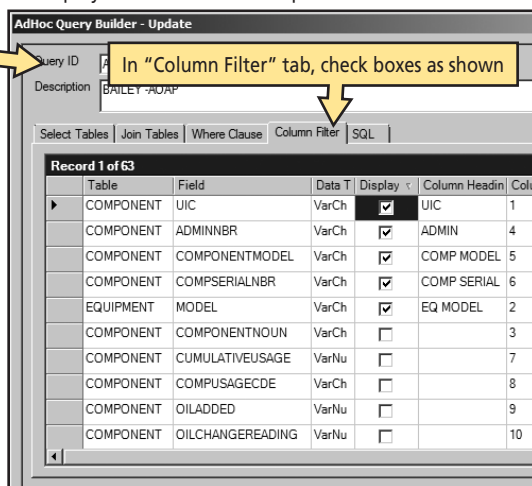 AdHoc Query Builder - Update
Query ID
In “Column Filter” tab, check boxes as shown
Description BAILEY -AOAP
Select Tables Join Tables Where Clause Column Filter SQL
Record 1 of 63
Table Field Data T Display Column Headin Colu
COMPONENT UIC VarCh UIC 1
COMPONENT ADMINNBR VarCh ADMIN 4
COMPONENT COMPONENTMODEL VarCh COMP MODEL 5
COMPONENT COMPSERIALNBR VarCh COMP SERIAL 6
EQUIPMENT MODEL VarCh EQ MODEL 2
COMPONENT COMPONENTNOUN VarCh 3
COMPONENT CUMULATIVEUSAGE VarNu 7
COMPONENT COMPUSAGECDE VarCh 8
COMPONENT OILADDED VarNu 9
COMPONENT OILCHANGEREADING VarNu 10